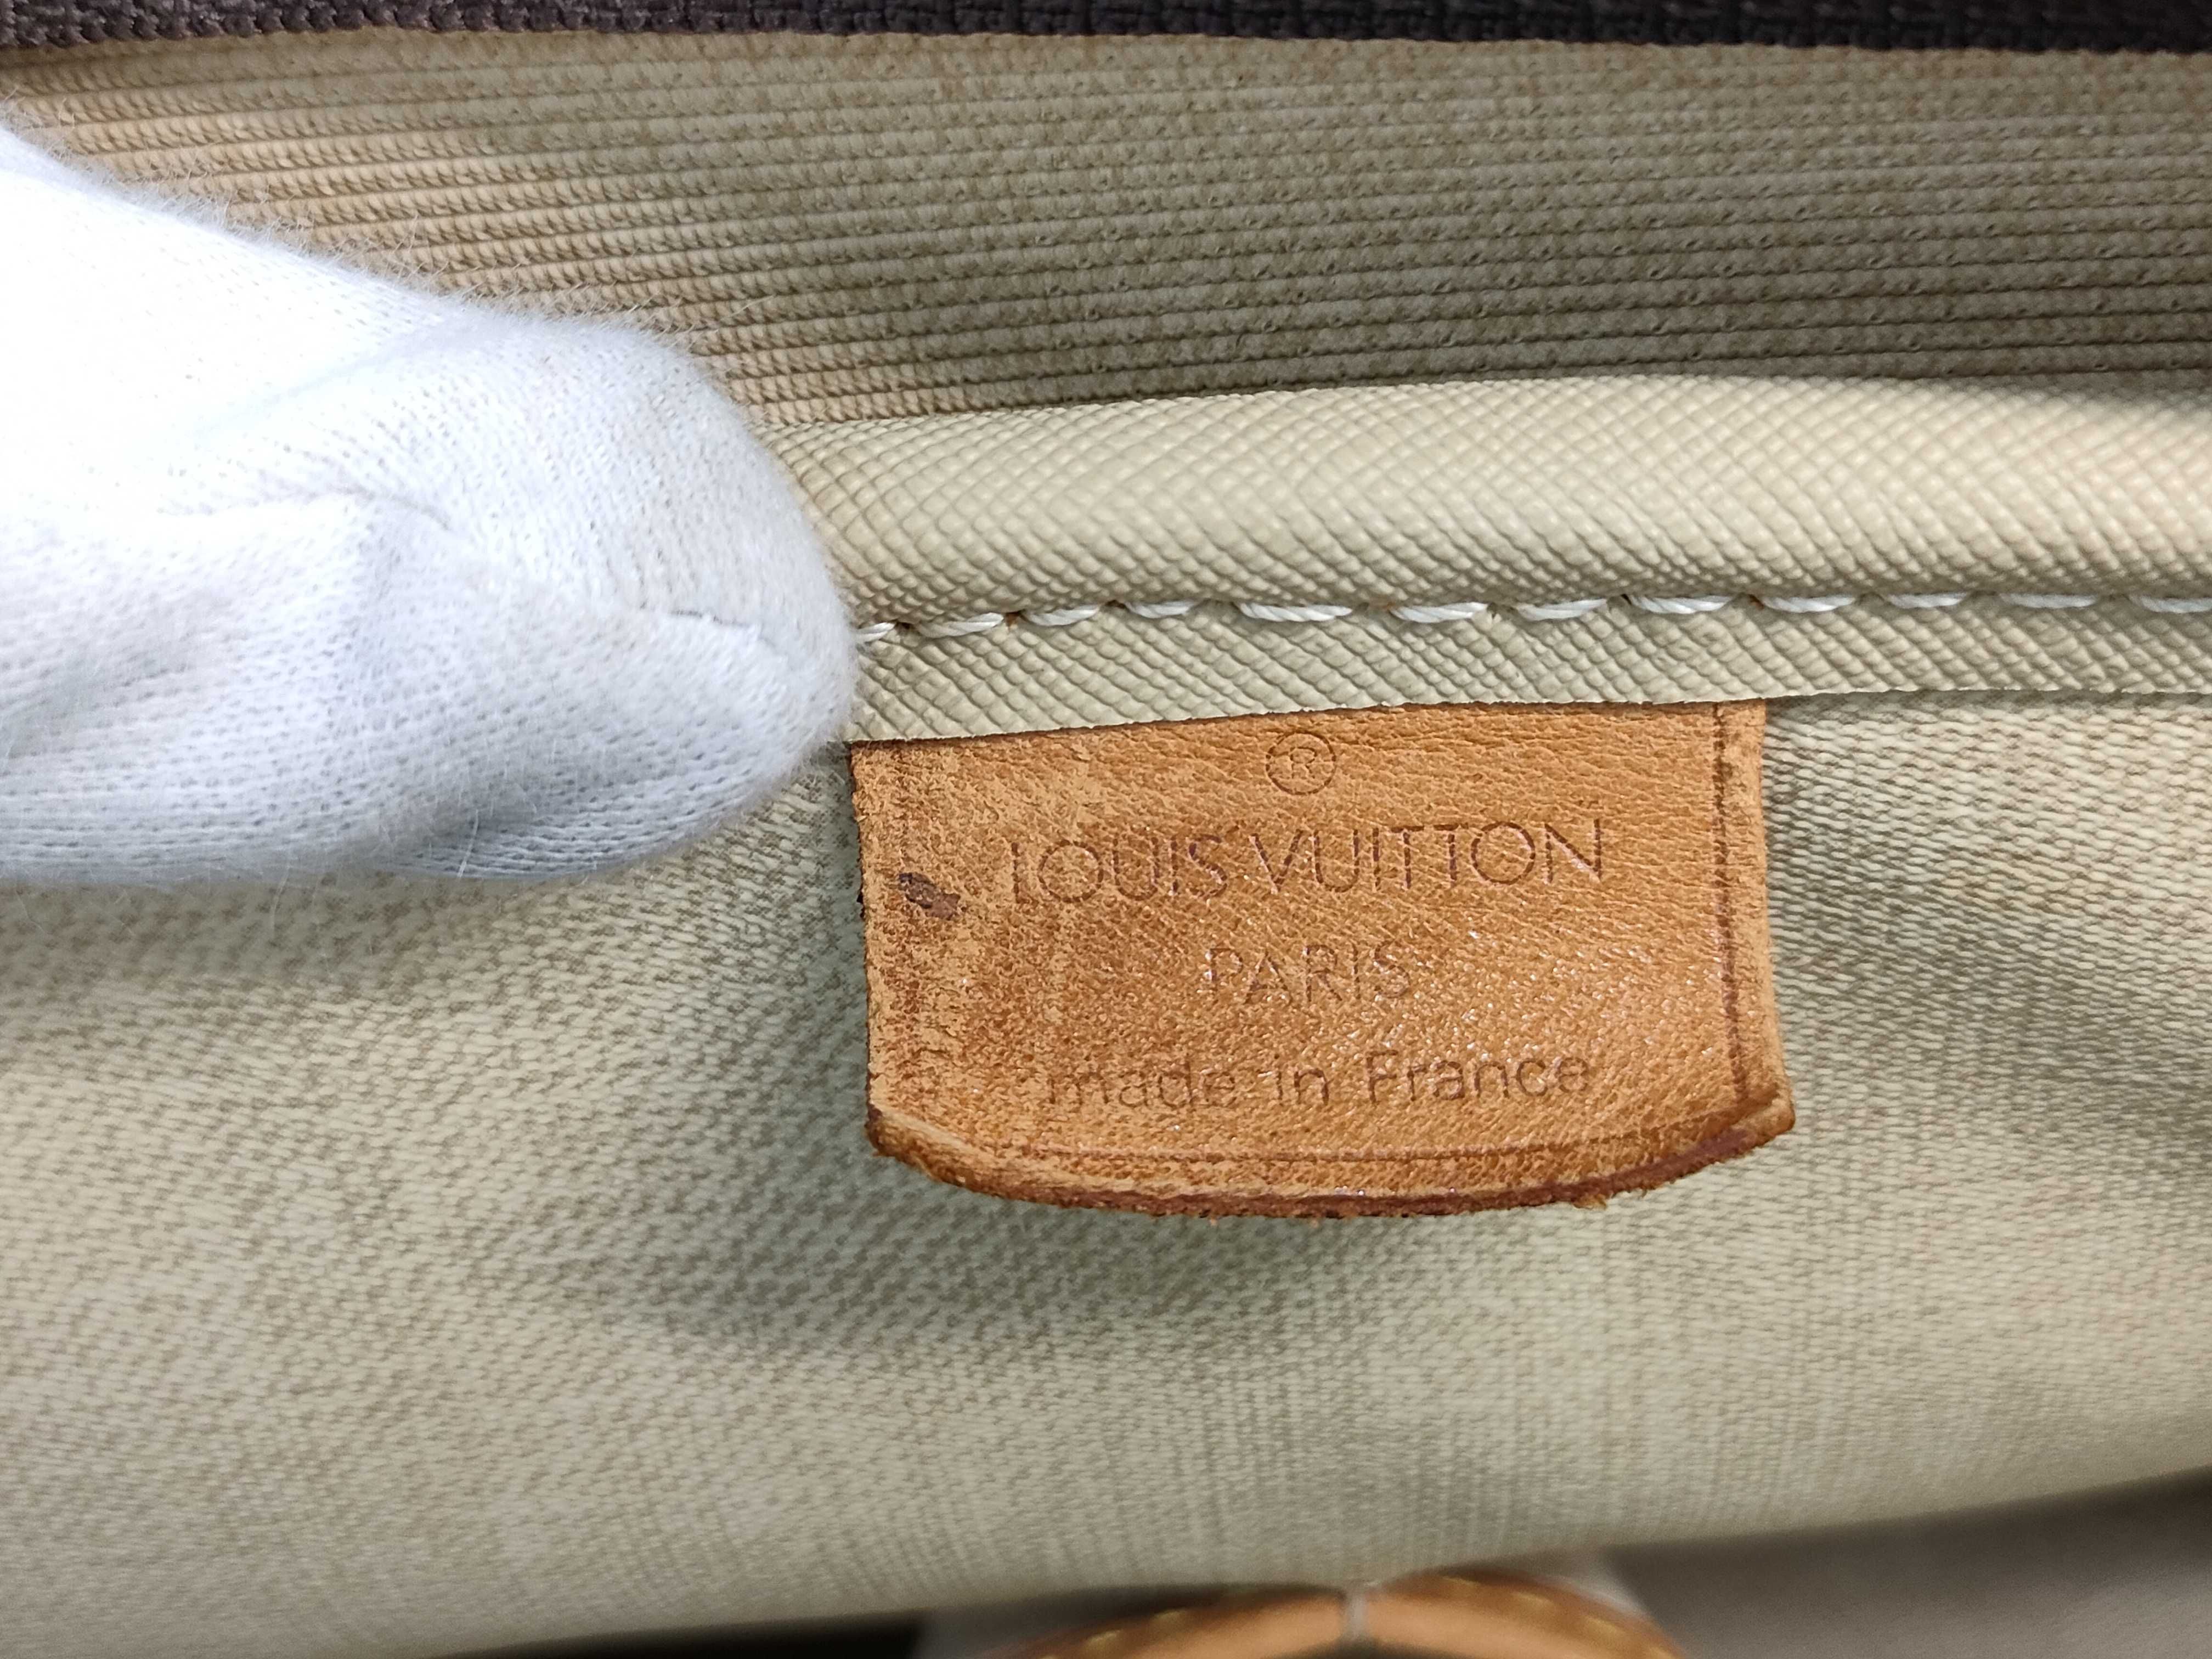 ®
LOUIS VUITTON
PARIS
made in France